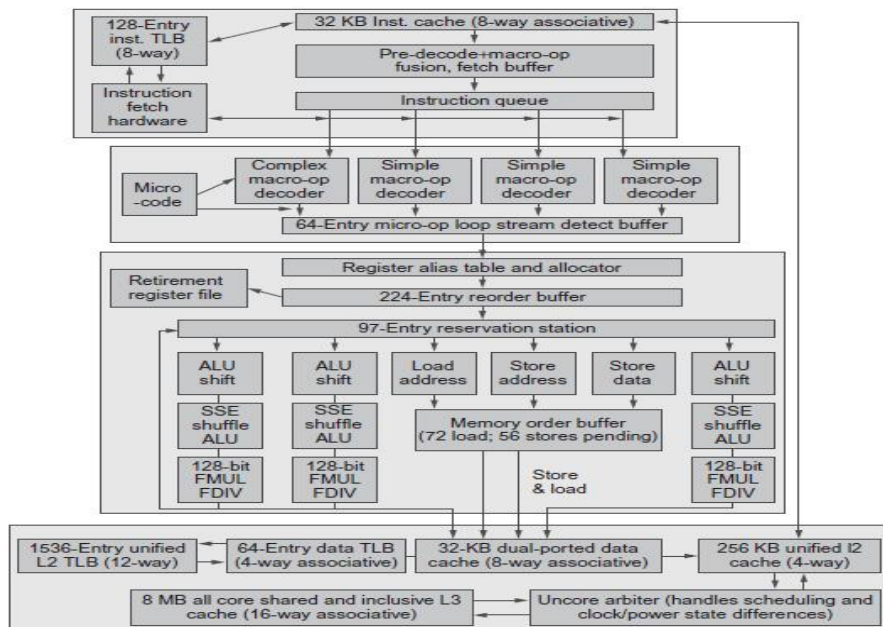 128-Entry
inst. TLB
(8-way)
32 KB Inst. cache (8-way associative)
Pre-decode+macro-op
fusion, fetch buffer
Instruction
fetch
hardware
Instruction queue
Micro
-code
Complex
macro-op
decoder
Simple
macro-op
decoder
Simple
macro-op
decoder
Simple
macro-op
decoder
64-Entry micro-op loop stream detect buffer
Register alias table and allocator
Retirement
register file
224-Entry reorder buffer
97-Entry reservation station
ALU
shift
ALU
shift
Load
address
Store
address
Store
data
ALU
shift
SSE
shuffle
ALU
SSE
shuffle
ALU
Memory order buffer
(72 load; 56 stores pending)
SSE
shuffle
ALU
128-bit
FMUL
FDIV
128-bit
FMUL
FDIV
Store
& load
128-bit
FMUL
FDIV
1536-Entry unified
L2 TLB (12-way)
64-Entry data TLB
(4-way associative)
32-KB dual-ported data
cache (8-way associative)
256 KB unified l2
cache (4-way)
8 MB all core shared and inclusive L3
cache (16-way associative)
Uncore arbiter (handles scheduling and
clock/power state differences)